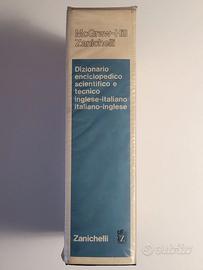 McGraw-Hill
Zanichelli
Dizionario
enciclopedico
scientifico e
tecnico
inglese-italiano
italiano-inglese
Zanichelli
subito